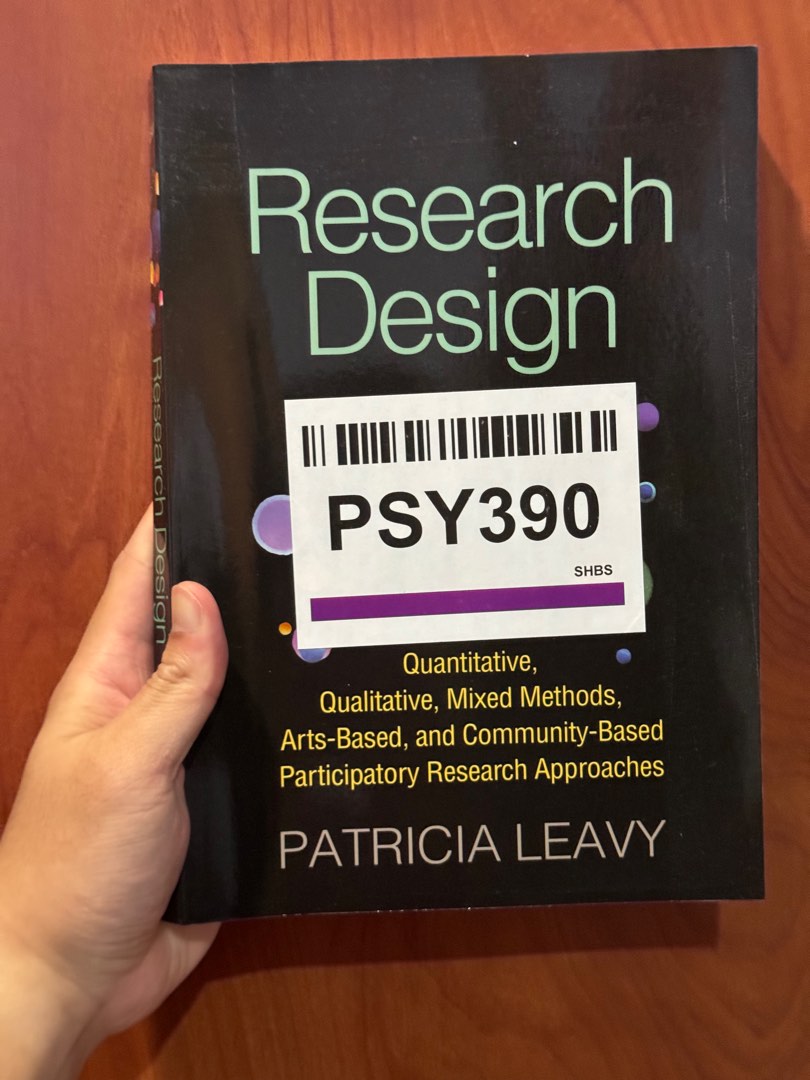 Research
Design
PSY390
SHBS
Quantitative,
Qualitative, Mixed Methods,
Arts-Based, and Community-Based
Participatory Research Approaches
PATRICIA LEAVY
Research Design